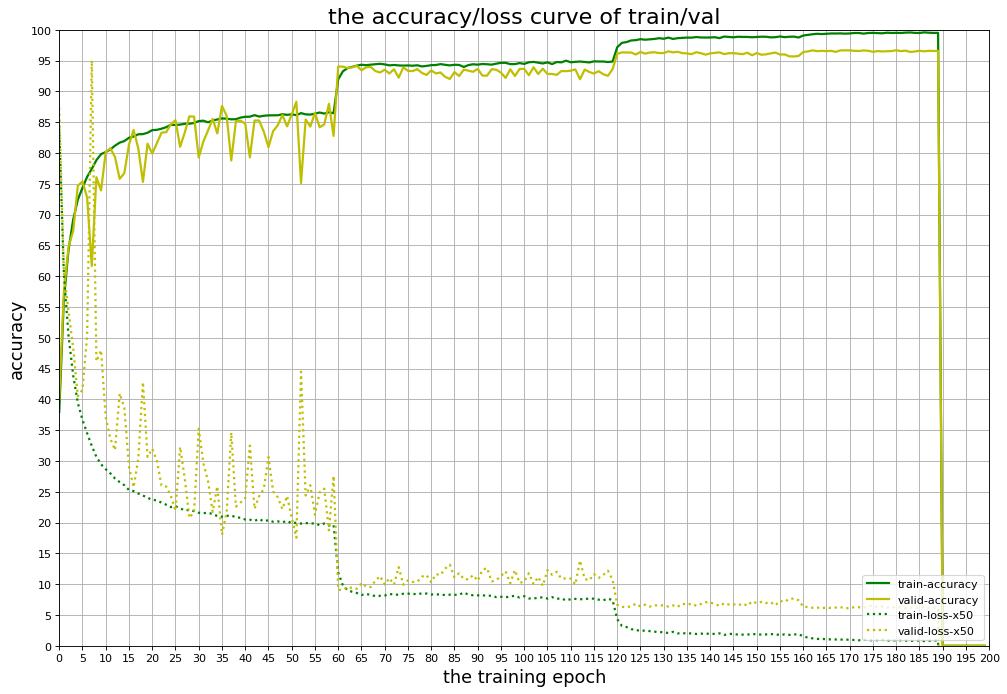 the accuracy/loss curve of train/val
100
95
90
85
80
75
70
65
60
55
50
45
40
35
30
25
20
15
10
5
0
accuracy
train-accuracy
valid-accuracy
train-loss-x50
valid-loss-x50
0 5 10 15 20 25 30 35 40 45 50 55 60 65 70 75 80 85 90 95 100 105 110 115 120 125 130 135 140 145 150 155 160 165 170 175 180 185 190 195 200
the training epoch